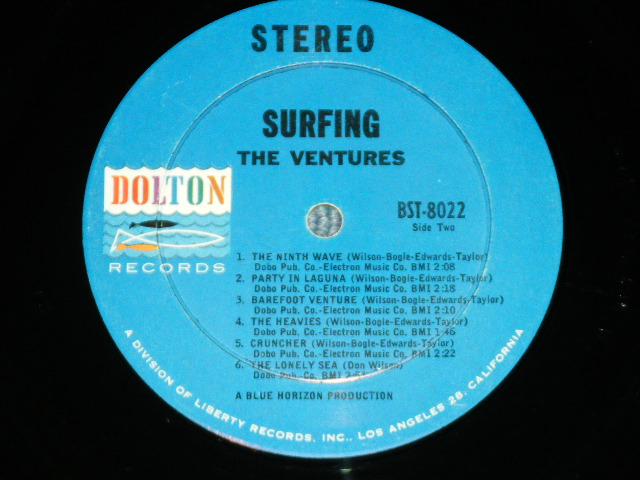 STEREO
SURFING
THE VENTURES
DOLTON
RECORDS
BST-8022
Side Two
1. THE NINTH WAVE (Wilson-Bogle-Edwards-Taylor)
Dobo Pub. Co.-Electron Music Co. BMI 2:08
2. PARTY IN LAGUNA (Wilson-Bogle-Edwards-Taylor)
Dobo Pub. Co.-Electron Music Co. BMI 2:18
3. BAREFOOT VENTURE (Wilson-Bogle-Edwards-Taylor)
Dobo Pub. Co.-Electron Music Co. BMI 2:10
4. THE HEAVIES (Wilson-Bogle-Edwards-Taylor)
Dobo Pub. Co.-Electron Music Co. BMI 1:46
5. CRUNCHER (Wilson-Bogle-Edwards-Taylor)
Dobo Pub. Co.-Electron Music Co. BMI 2:22
6. THE LONELY SEA (Don Wilson)
Dobo Pub. Co. BMI
A BLUE HORIZON PRODUCTION
A DIVISION OF LIBERTY RECORDS, INC., LOS ANGELES 28, CALIFORNIA